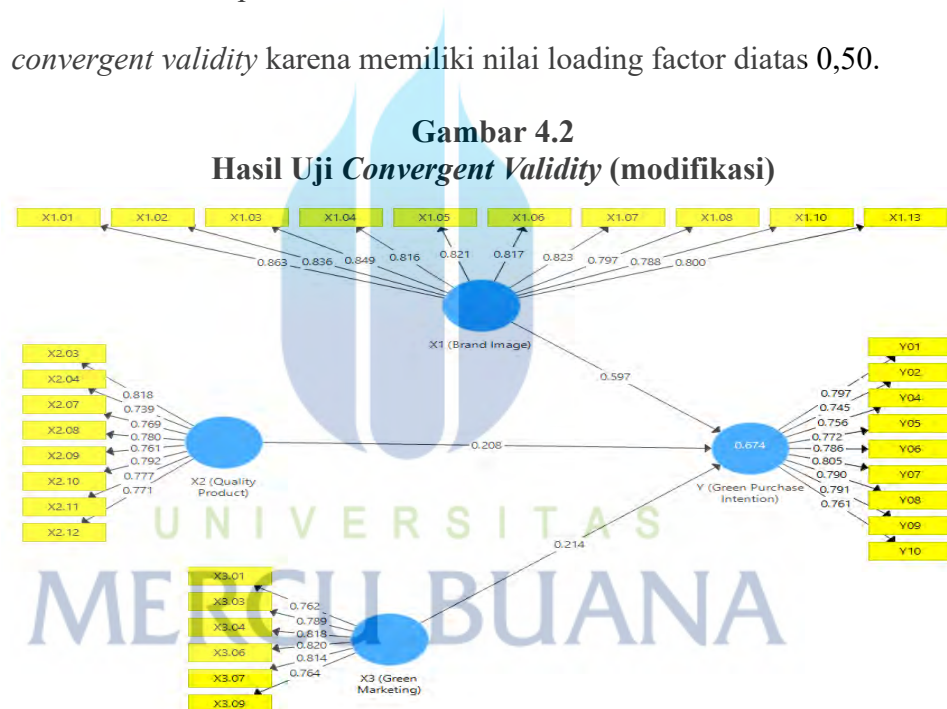 convergent validity karena memiliki nilai loading factor diatas 0,50.
Gambar 4.2
Hasil Uji Convergent Validity (modifikasi)
X1.01 X1.02 X1.03 X1.04 X1.05 X1.06 X1.07 X1.08 X1.10 X1.13
0.863 0.836 0.849 0.816 0.821 0.817 0.823 0.797 0.788 0.800
X1 (Brand Image)
0.597
X2.03
X2.04
X2.07
X2.08
X2.09
X2.10
X2.11
X2.12
0.818
0.739
0.769
0.780
0.761
0.792
0.777
0.771
X2 (Quality
Product)
0.208
0.674
Y (Green Purchase
Intention)
0.797
0.745
0.756
0.772
0.786
0.805
0.790
0.791
0.761
Y01
Y02
Y04
Y05
Y06
Y07
Y08
Y09
Y10
0.214
X3.01
X3.03
X3.04
X3.06
X3.07
X3.09
0.762
0.789
0.818
0.820
0.814
0.764
X3 (Green
Marketing)
UNIVERSITAS
MERCU BUANA